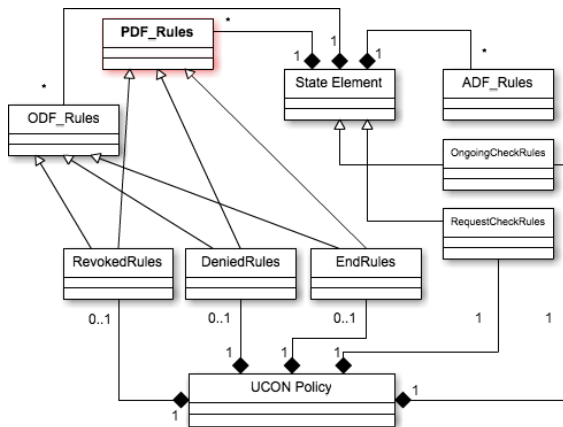 PDF_Rules
*
*
1
1
1
State Element
*
ADF_Rules
ODF_Rules
OngoingCheckRules
RequestCheckRules
RevokedRules
DeniedRules
EndRules
0..1
0..1
0..1
1
1
1
1
1
1
1
UCON Policy